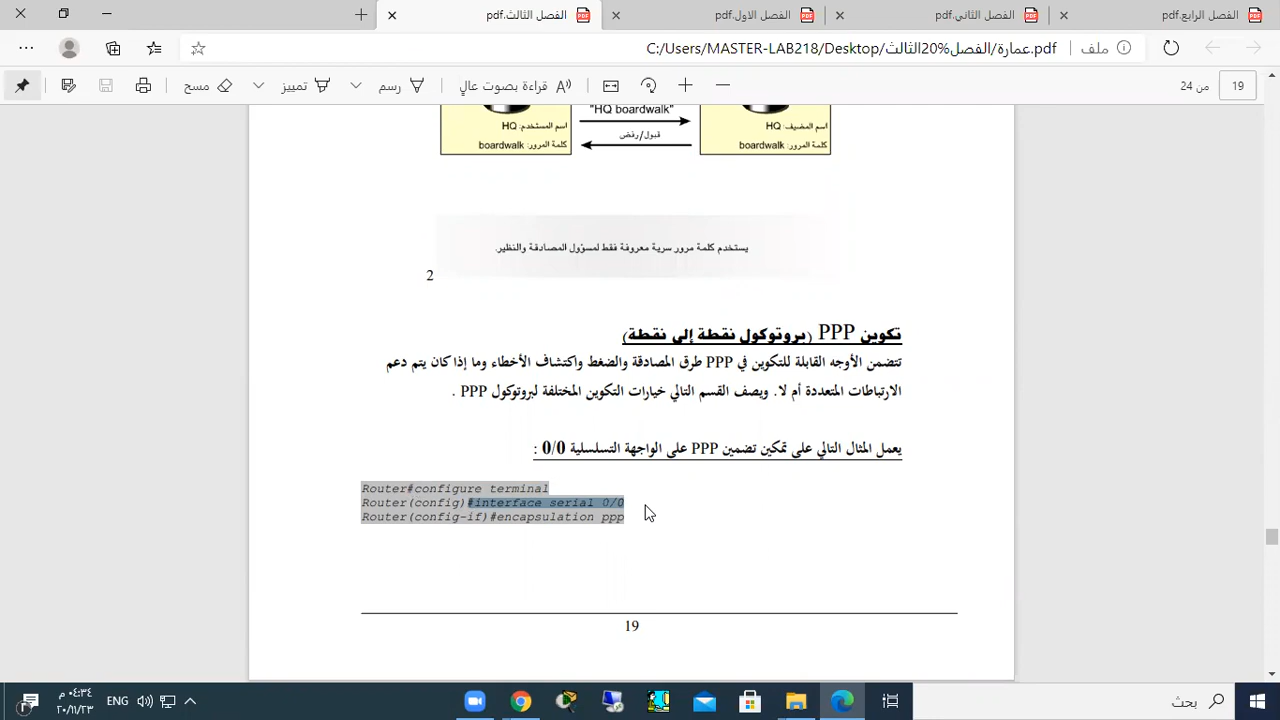 الفصل الثالث.pdf
الفصل الاول.pdf
الفصل الثاني.pdf
الفصل الرابع.pdf
ملف
C:/Users/MASTER-LAB218/Desktop/عمارة/الفصل%20الثالث.pdf
19 من 24
قراءة بصوت عالٍ
رسم
تمييز
مسح
"HQ boardwalk"
قبول/رفض
اسم المضيف: HQ
كلمة المرور: boardwalk
اسم المستخدم: HQ
كلمة المرور: boardwalk
يستخدم كلمة مرور سرية معروفة فقط لمسؤول المصادقة والنظير.
2
تكوين PPP (بروتوكول نقطة إلى نقطة)
تتضمن الأوجه القابلة للتكوين في PPP طرق المصادقة والضغط واكتشاف الأخطاء وما إذا كان يتم دعم
الارتباطات المتعددة أم لا. ويصف القسم التالي خيارات التكوين المختلفة لبروتوكول PPP .
يعمل المثال التالي على تمكين تضمين PPP على الواجهة التسلسلية 0/0 :
Router#configure terminal
Router(config)#interface serial 0/0
Router(config-if)#encapsulation ppp
19
ENG
بحث